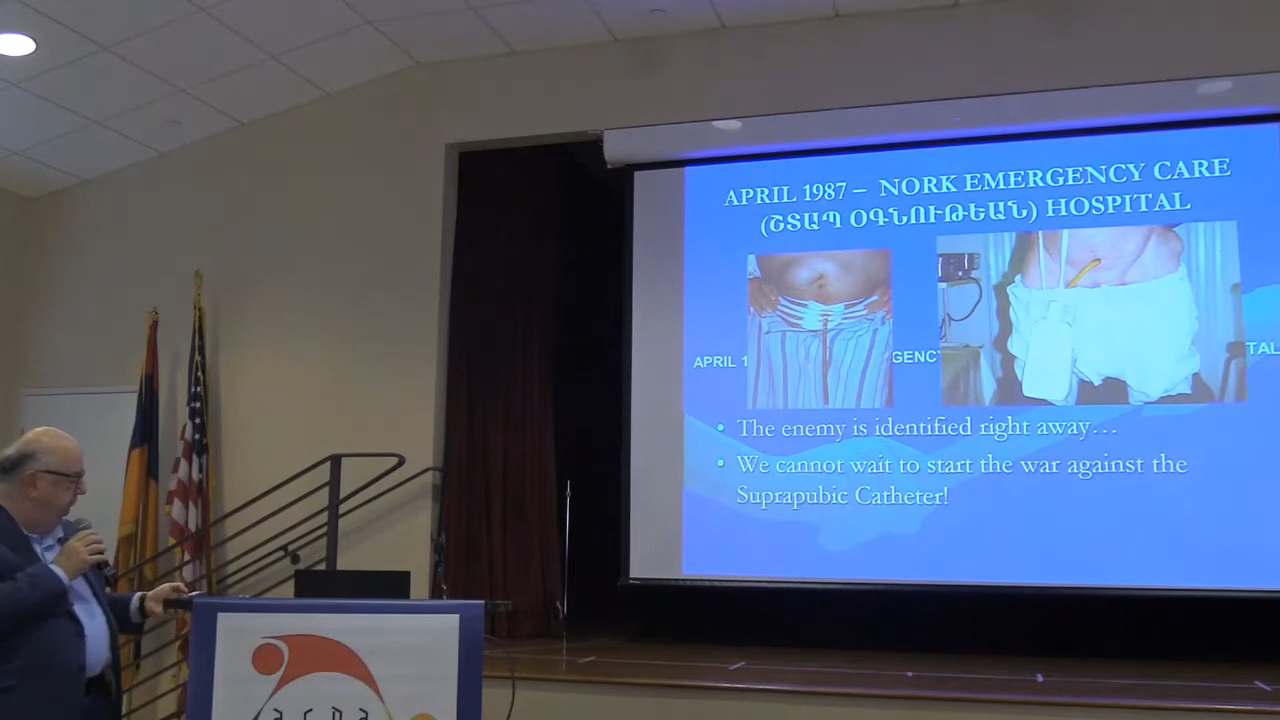 APRIL 1987 – NORK EMERGENCY CARE
(ՇՏԱՊ ՕԳՆՈՒԹԵԱՆ) HOSPITAL
APRIL 1
GENCY
TAL
• The enemy is identified right away…
• We cannot wait to start the war against the
Suprapubic Catheter!